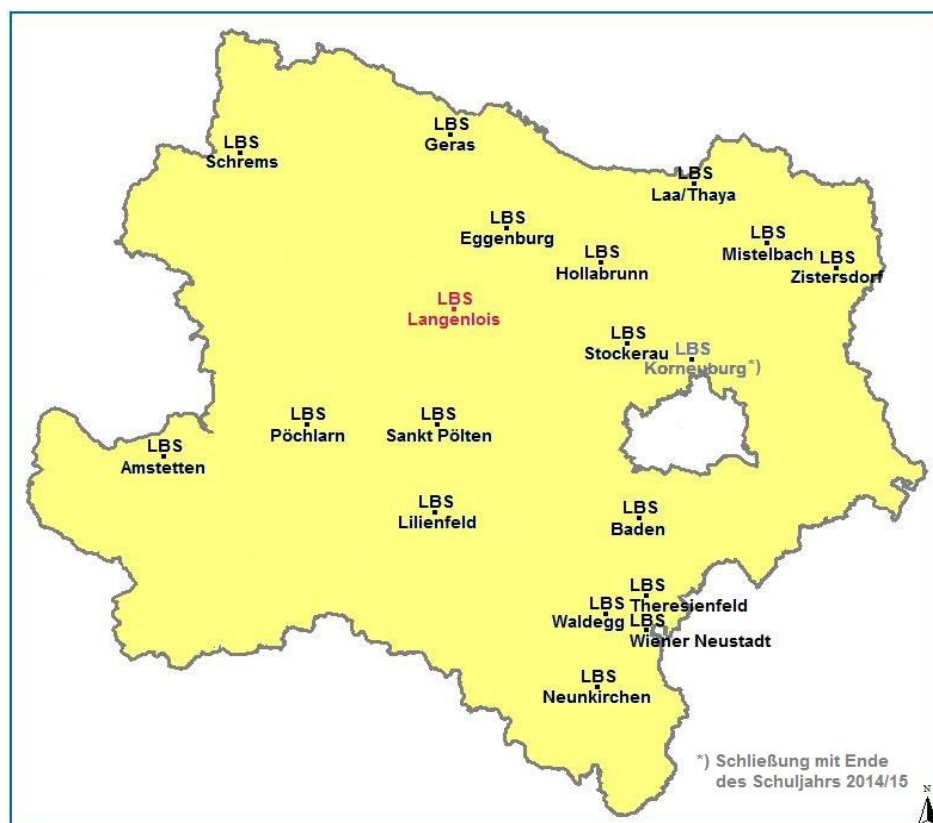 LBS
Schrems
LBS
Geras
LBS
Laa/Thaya
LBS
Eggenburg
LBS
Mistelbach
LBS
Hollabrunn
LBS
Zistersdorf
LBS
Langenlois
LBS
Stockerau
LBS
Korneuburg*)
LBS
Pöchlarn
LBS
Sankt Pölten
LBS
Amstetten
LBS
Lilienfeld
LBS
Baden
LBS
Theresienfeld
LBS
Waldegg
LBS
Wiener Neustadt
LBS
Neunkirchen
*) Schließung mit Ende
des Schuljahrs 2014/15
N